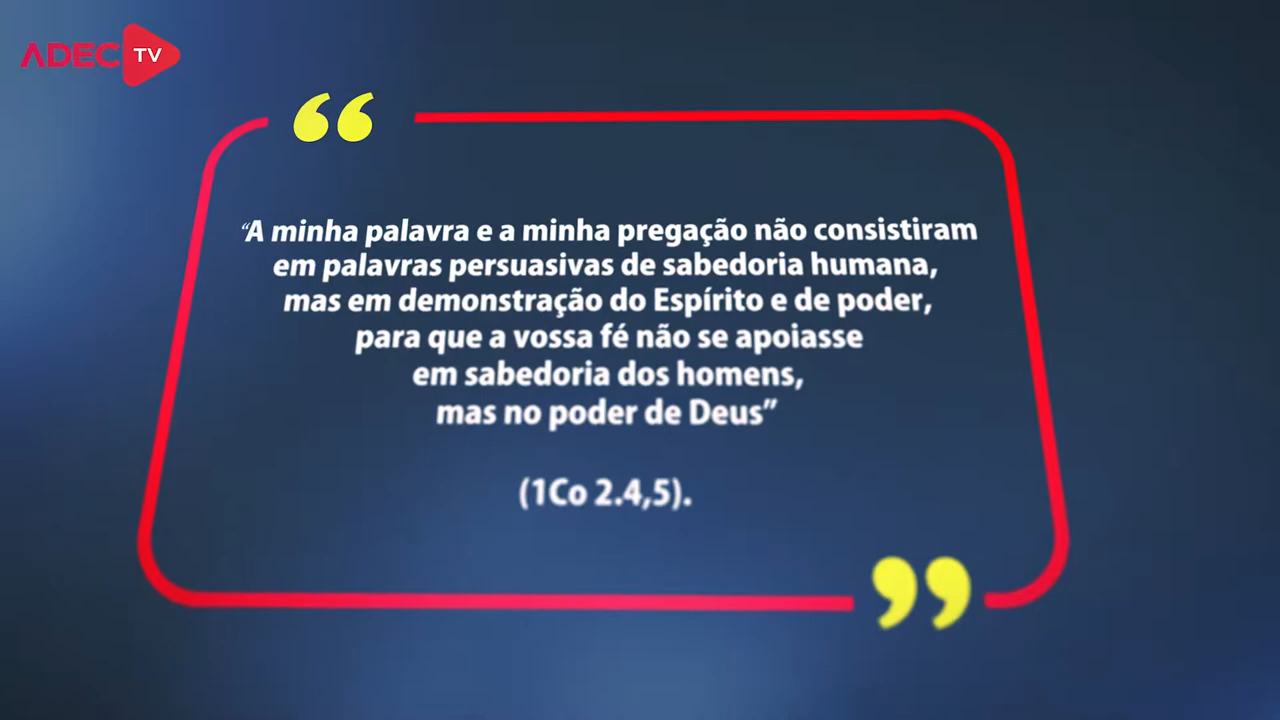 ADEC TV
“A minha palavra e a minha pregação não consistiram
em palavras persuasivas de sabedoria humana,
mas em demonstração do Espírito e de poder,
para que a vossa fé não se apoiasse
em sabedoria dos homens,
mas no poder de Deus”
(1Co 2.4,5).